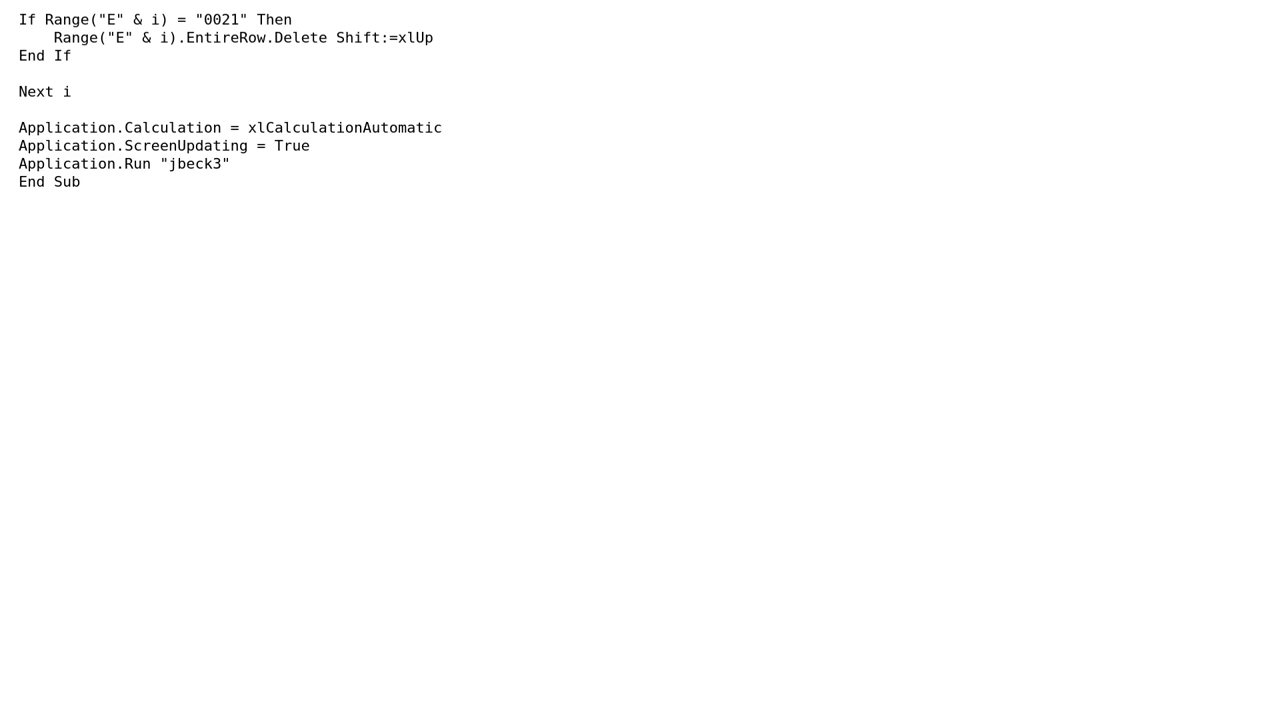 If Range("E" & i) = "0021" Then
    Range("E" & i).EntireRow.Delete Shift:=xlUp
End If

Next i

Application.Calculation = xlCalculationAutomatic
Application.ScreenUpdating = True
Application.Run "jbeck3"
End Sub